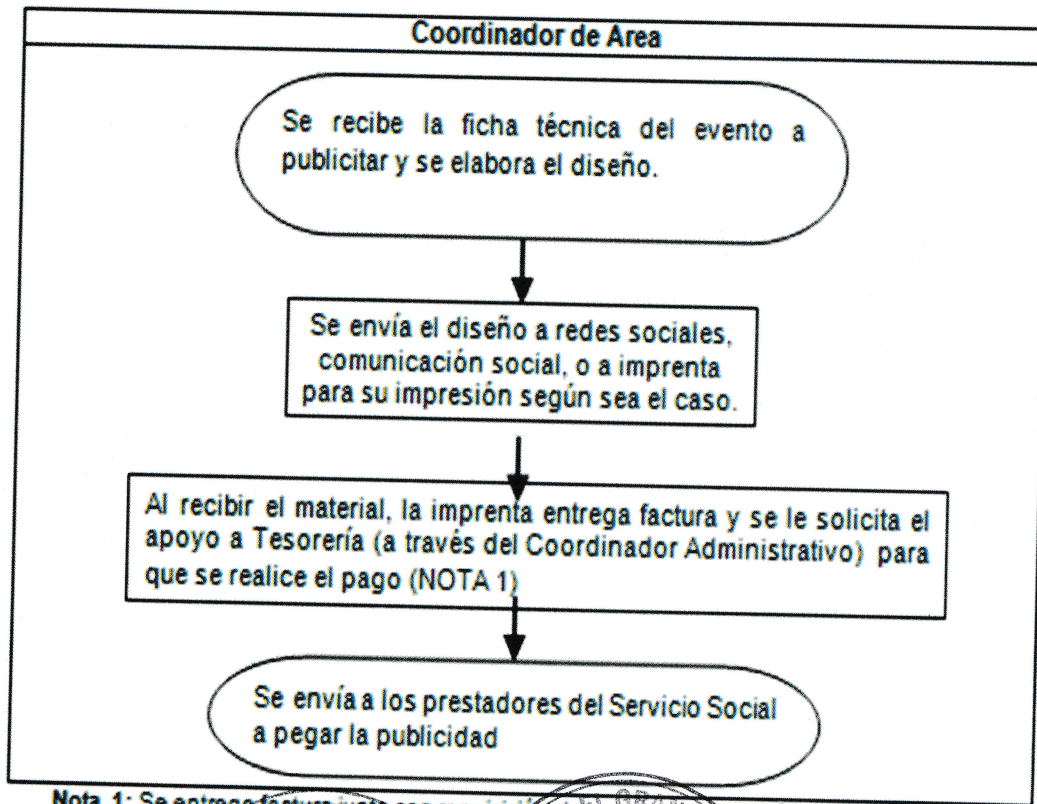 Coordinador de Area
Se recibe la ficha técnica del evento a
publicitar y se elabora el diseño.
Se envía el diseño a redes sociales,
comunicación social, o a imprenta
para su impresión según sea el caso.
Al recibir el material, la imprenta entrega factura y se le solicita el
apoyo a Tesorería (a través del Coordinador Administrativo) para
que se realice el pago (NOTA 1)
Se envía a los prestadores del Servicio Social
a pegar la publicidad
Nota 1: Se entrega factura